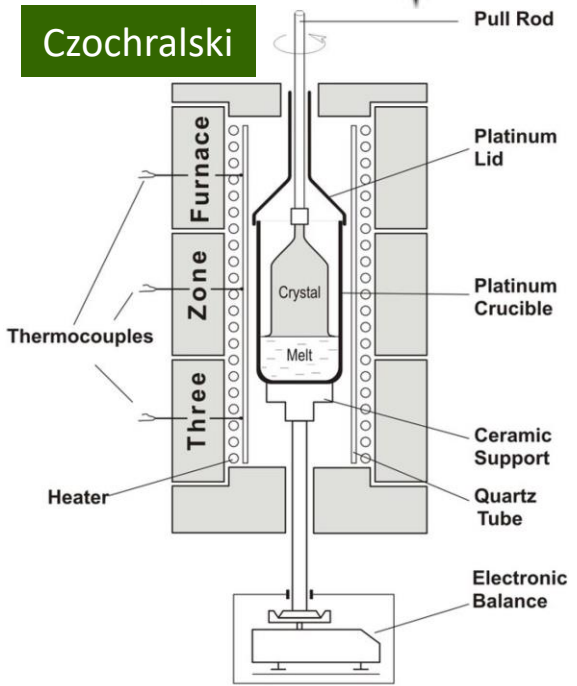 Czochralski
Pull Rod
Furnace
Zone
Three
Platinum
Lid
Crystal
Platinum
Crucible
Thermocouples
Melt
Ceramic
Support
Heater
Quartz
Tube
Electronic
Balance